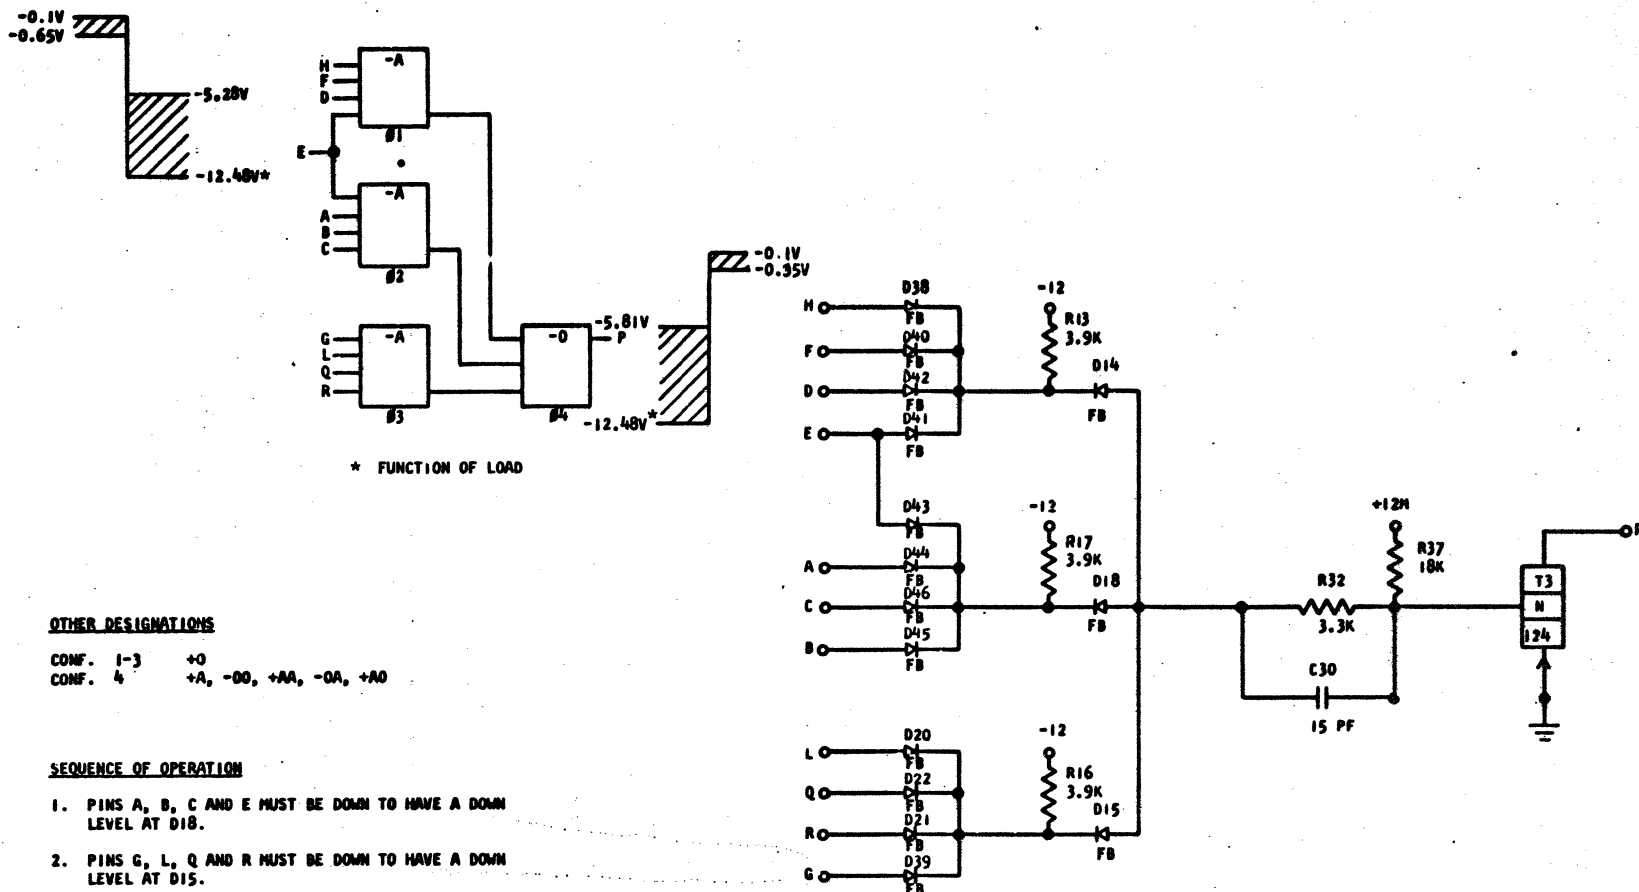 -0.1V
-0.65V
-5.28V
-12.48V*
-A
H
F
D
Ø1
E
-A
A
B
C
Ø2
-A
G
L
Q
R
Ø3
-O
P
Ø4
-0.1V
-0.35V
-5.81V
-12.48V*
* FUNCTION OF LOAD
OTHER DESIGNATIONS
CONF. 1-3 +O
CONF. 4 +A, -OO, +AA, -OA, +AO
SEQUENCE OF OPERATION
1. PINS A, B, C AND E MUST BE DOWN TO HAVE A DOWN
LEVEL AT D18.
2. PINS G, L, Q AND R MUST BE DOWN TO HAVE A DOWN
LEVEL AT D15.
H
D38
FB
F
D40
FB
D
D42
FB
E
D41
FB
-12
R13
3.9K
D14
FB
D43
FB
A
D44
FB
C
D46
FB
B
D45
FB
-12
R17
3.9K
D18
FB
L
D20
FB
Q
D22
FB
R
D21
FB
G
D39
FB
-12
R16
3.9K
D15
FB
R32
3.3K
C30
15 PF
+12M
R37
18K
T3
N
124